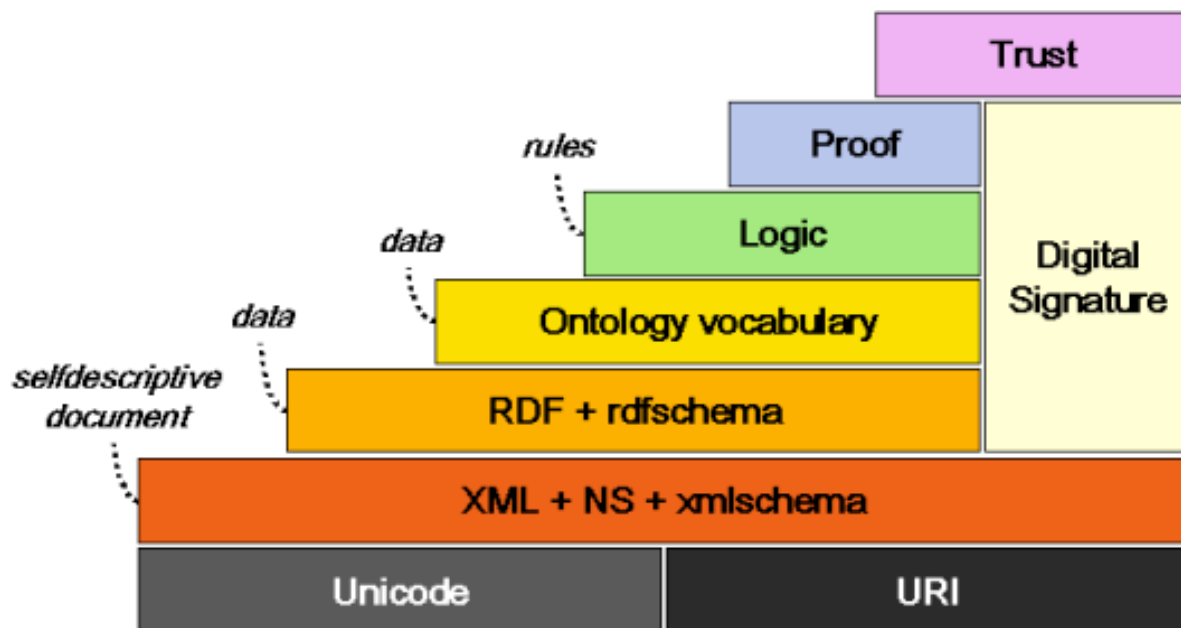 Trust
Proof
rules
Logic
data
Digital
Signature
Ontology vocabulary
data
selfdescriptive
document
RDF + rdfschema
XML + NS + xmlschema
Unicode
URI